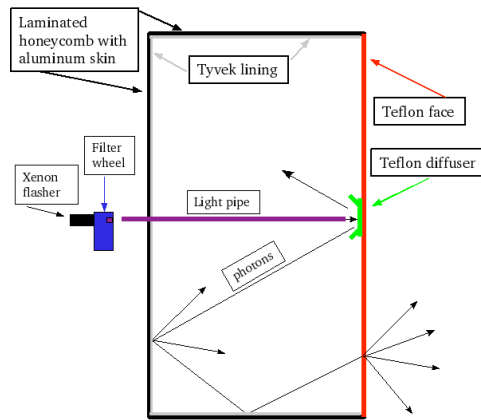 Laminated
honeycomb with
aluminum skin
Tyvek lining
Teflon face
Teflon diffuser
Filter
wheel
Xenon
flasher
Light pipe
photons